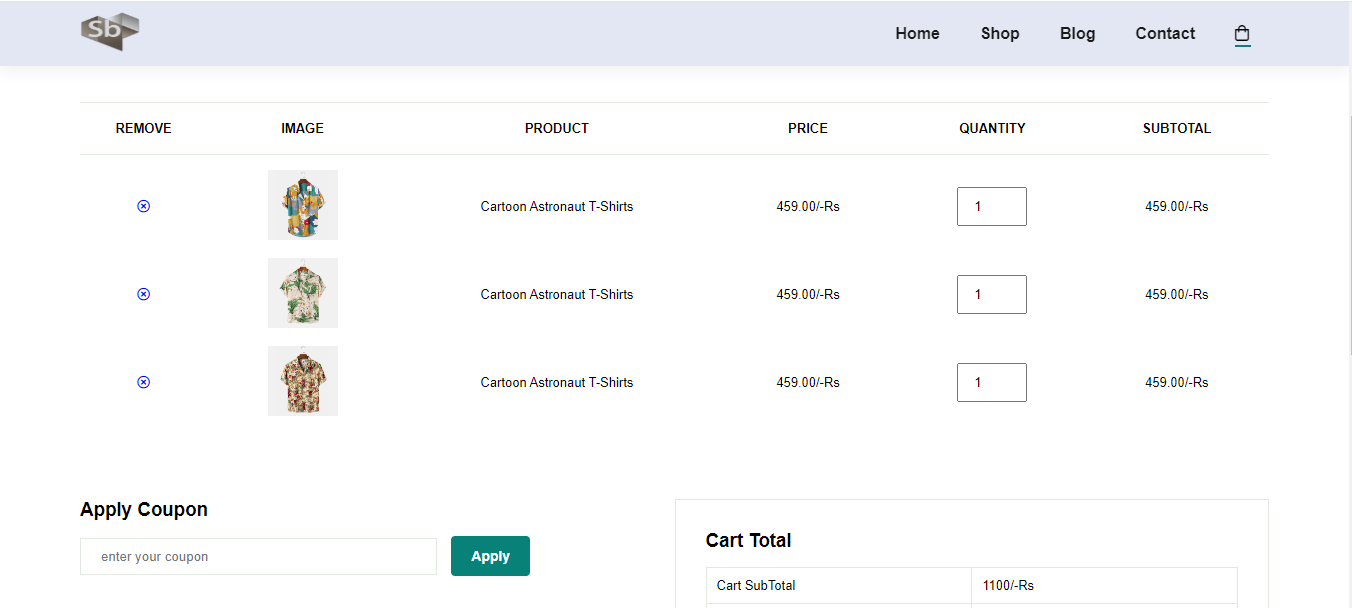 Sb
Home Shop Blog Contact
REMOVE IMAGE PRODUCT PRICE QUANTITY SUBTOTAL
Cartoon Astronaut T-Shirts 459.00/-Rs 1 459.00/-Rs
Cartoon Astronaut T-Shirts 459.00/-Rs 1 459.00/-Rs
Cartoon Astronaut T-Shirts 459.00/-Rs 1 459.00/-Rs
Apply Coupon
enter your coupon Apply
Cart Total
Cart SubTotal 1100/-Rs